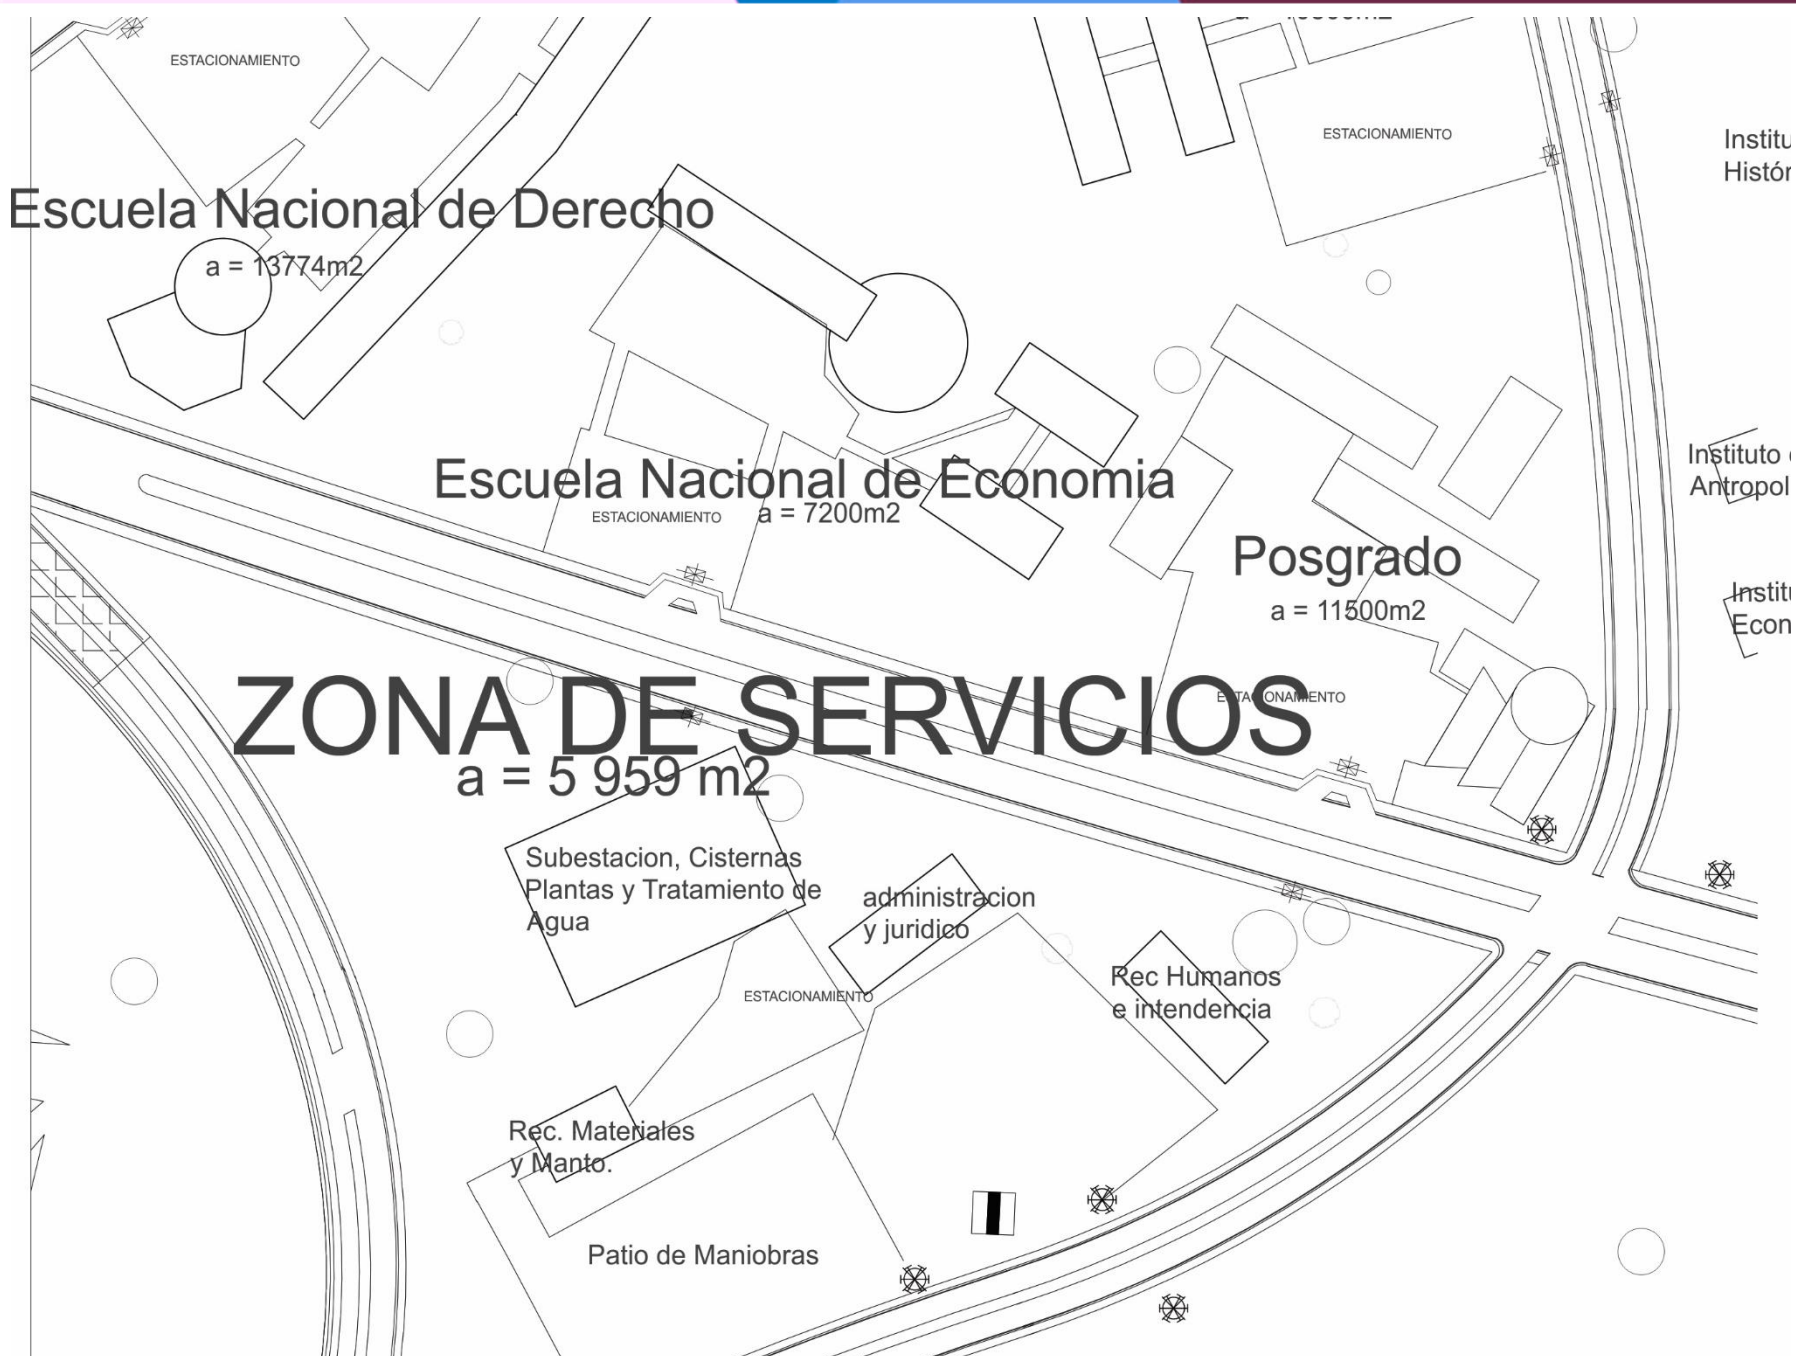 ESTACIONAMIENTO
ESTACIONAMIENTO
Institu
Histór
Escuela Nacional de Derecho
a = 13774m2
Escuela Nacional de Economia
a = 7200m2
ESTACIONAMIENTO
Instituto
Antropol
Posgrado
a = 11500m2
Econ
ZONA DE SERVICIOS
a = 5 959 m2
ESTACIONAMIENTO
Subestacion, Cisternas
Plantas y Tratamiento de
Agua
administracion
y juridico
Rec Humanos
e intendencia
ESTACIONAMIENTO
Rec. Materiales
y Manto.
Patio de Maniobras